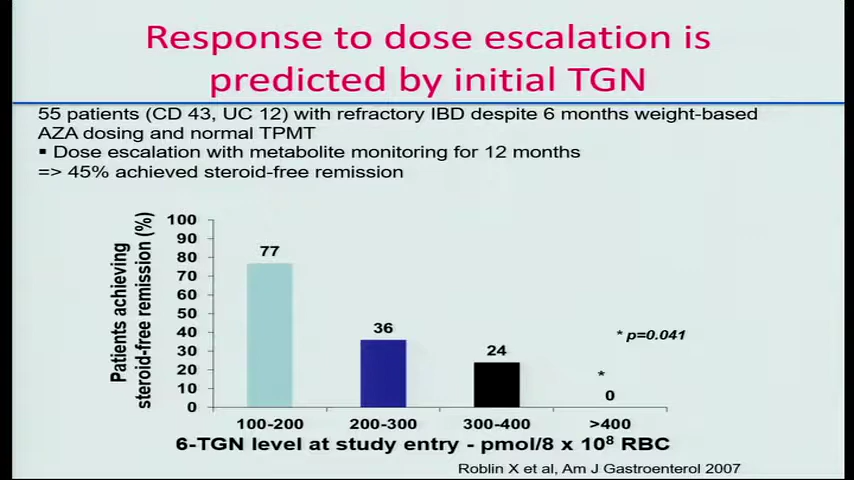 Response to dose escalation is
predicted by initial TGN
55 patients (CD 43, UC 12) with refractory IBD despite 6 months weight-based
AZA dosing and normal TPMT
▪ Dose escalation with metabolite monitoring for 12 months
=> 45% achieved steroid-free remission
Patients achieving
steroid-free remission (%)
100
90
80
70
60
50
40
30
20
10
0
77
36
24
* p=0.041
*
0
100-200 200-300 300-400 >400
6-TGN level at study entry - pmol/8 x 10⁸ RBC
Roblin X et al, Am J Gastroenterol 2007